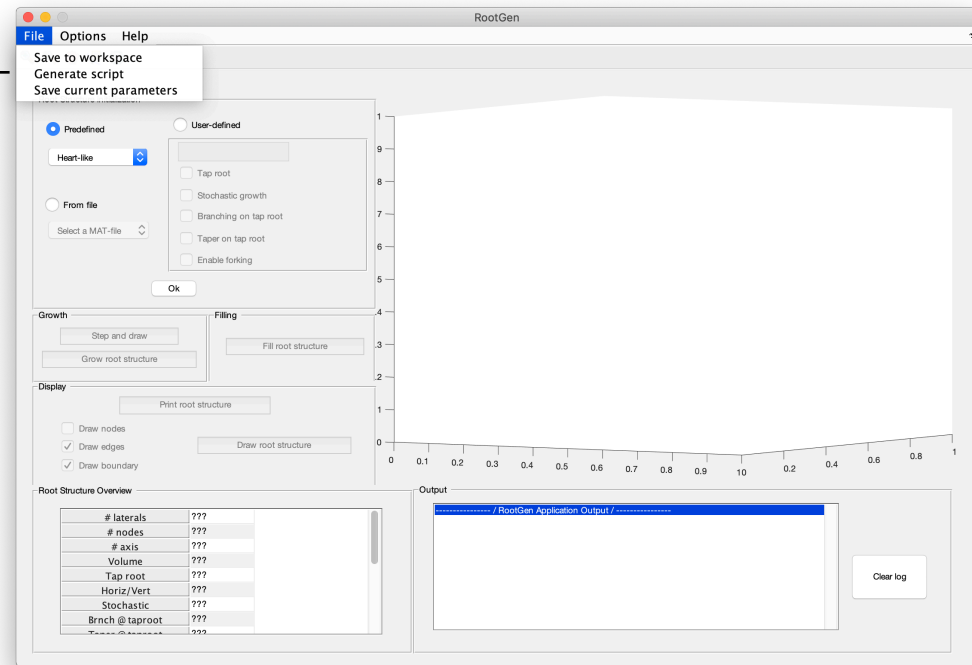 RootGen
File Options Help
Save to workspace
Generate script
Save current parameters
Predefined
User-defined
Heart-like
Tap root
Stochastic growth
From file
Branching on tap root
Select a MAT-file
Taper on tap root
Enable forking
Ok
Growth
Step and draw
Grow root structure
Filling
Fill root structure
Display
Print root structure
Draw nodes
Draw edges
Draw root structure
Draw boundary
1
9
8
7
6
5
.4
.3
.2
1
0
0 0.1 0.2 0.3 0.4 0.5 0.6 0.7 0.8 0.9 10 0.2 0.4 0.6 0.8 1
Root Structure Overview
# laterals ???
# nodes ???
# axis ???
Volume ???
Tap root ???
Horiz/Vert ???
Stochastic ???
Brnch @ taproot ???
Output
---------------- / RootGen Application Output / ----------------
Clear log